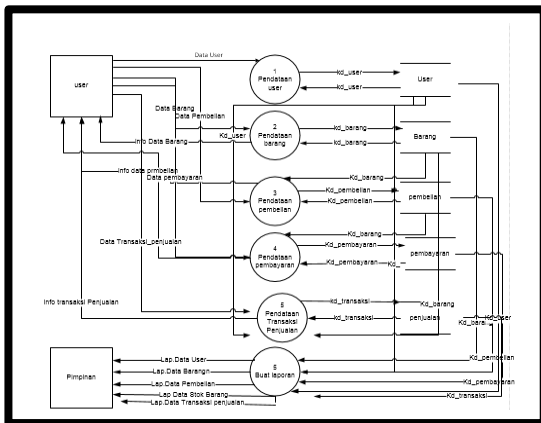 Data User
user
1
Pendataan
user
kd_user
kd_user
User
Data Barang
Data Pembelian
Kd_user
2
Pendataan
barang
kd_barang
kd_barang
Barang
Info Data Barang
Info data prmbelian
Data pembayaran
Kd_barang
3
Pendataan
pembelian
Kd_pembelian
Kd_pembelian
pembelian
Kd_barang
Data Transaksi_penjualan
4
Pendataan
pembayaran
Kd_pembayaran
Kd_pembayaran
Kd_
pembayaran
Info transaksi Penjualan
5
Pendataan
Transaksi
Penjualan
kd_transaksi
kd_transaksi
Kd_barang
penjualan
Kd_barang
Kd_user
Pimpinan
Lap.Data User
Lap.Data Barangn
Lap.Data Pembelian
Lap Data Stok Barang
Lap.Data Transaksi penjualan
6
Buat laporan
Kd_pembelian
Kd_pembayaran
Kd_transaksi